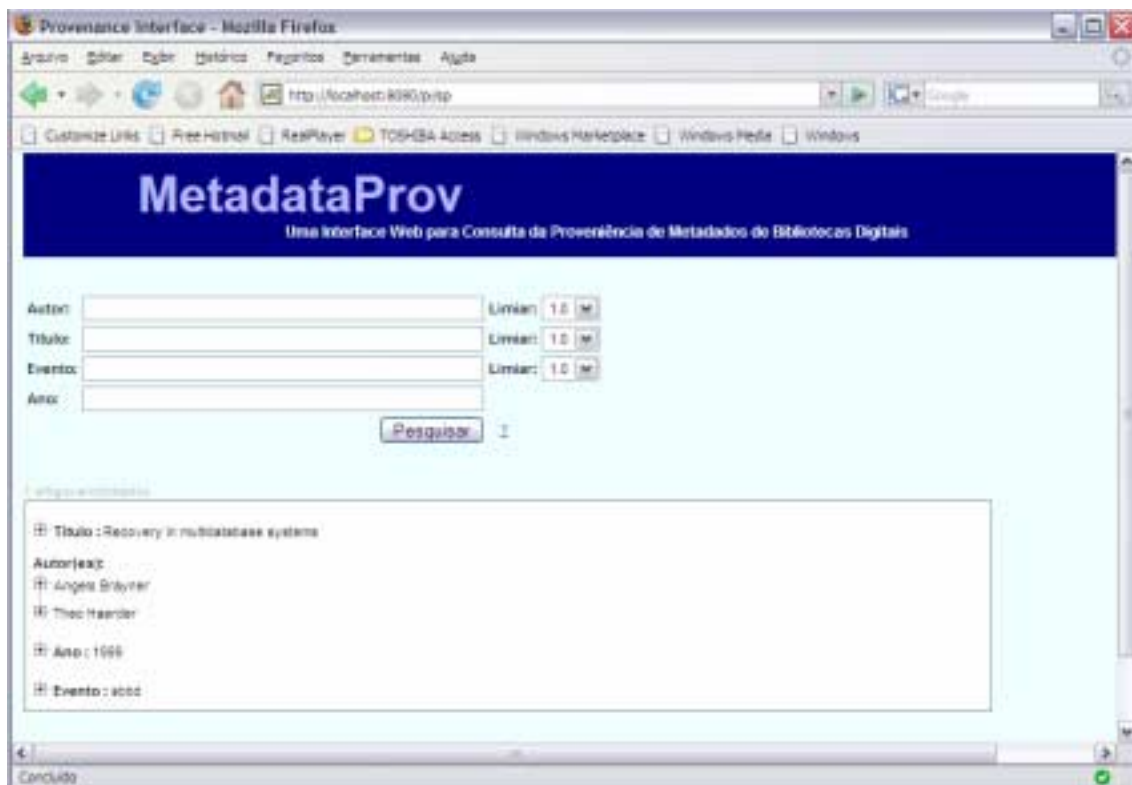 Provenance Interface - Mozilla Firefox
Arquivo Editar Exibir Histórico Favoritos Ferramentas Ajuda
http://localhost:8080/p/sp Google
Customize Links Free Hotmail RealPlayer TOSHIBA Access Windows Marketplace Windows Media Windows
MetadataProv
Uma Interface Web para Consulta da Proveniência de Metadados de Bibliotecas Digitais
Autor: Limiar: 1.0
Título: Limiar: 1.0
Evento: Limiar: 1.0
Ano:
Pesquisar ?
Título : Recovery in multidatabase systems
Autor(es):
Angelo Brayner
Theo Haerder
Ano : 1999
Evento : sbbd
Concluído